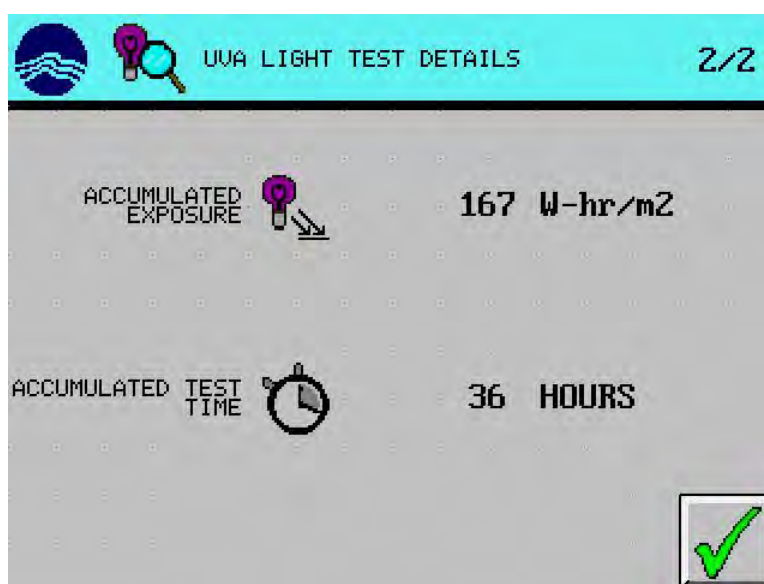 UVA LIGHT TEST DETAILS 2/2
ACCUMULATED
EXPOSURE
167 W-hr/m2
ACCUMULATED TEST
TIME
36 HOURS